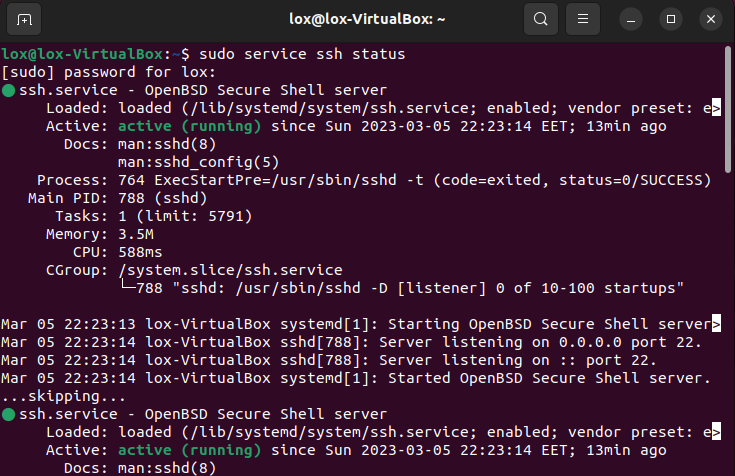 lox@lox-VirtualBox: ~
lox@lox-VirtualBox:~$ sudo service ssh status
[sudo] password for lox:
● ssh.service - OpenBSD Secure Shell server
     Loaded: loaded (/lib/systemd/system/ssh.service; enabled; vendor preset: e>
     Active: active (running) since Sun 2023-03-05 22:23:14 EET; 13min ago
       Docs: man:sshd(8)
             man:sshd_config(5)
    Process: 764 ExecStartPre=/usr/sbin/sshd -t (code=exited, status=0/SUCCESS)
   Main PID: 788 (sshd)
      Tasks: 1 (limit: 5791)
     Memory: 3.5M
        CPU: 588ms
     CGroup: /system.slice/ssh.service
             └─788 "sshd: /usr/sbin/sshd -D [listener] 0 of 10-100 startups"
Mar 05 22:23:13 lox-VirtualBox systemd[1]: Starting OpenBSD Secure Shell server>
Mar 05 22:23:14 lox-VirtualBox sshd[788]: Server listening on 0.0.0.0 port 22.
Mar 05 22:23:14 lox-VirtualBox sshd[788]: Server listening on :: port 22.
Mar 05 22:23:14 lox-VirtualBox systemd[1]: Started OpenBSD Secure Shell server.
...skipping...
● ssh.service - OpenBSD Secure Shell server
     Loaded: loaded (/lib/systemd/system/ssh.service; enabled; vendor preset: e>
     Active: active (running) since Sun 2023-03-05 22:23:14 EET; 13min ago
       Docs: man:sshd(8)